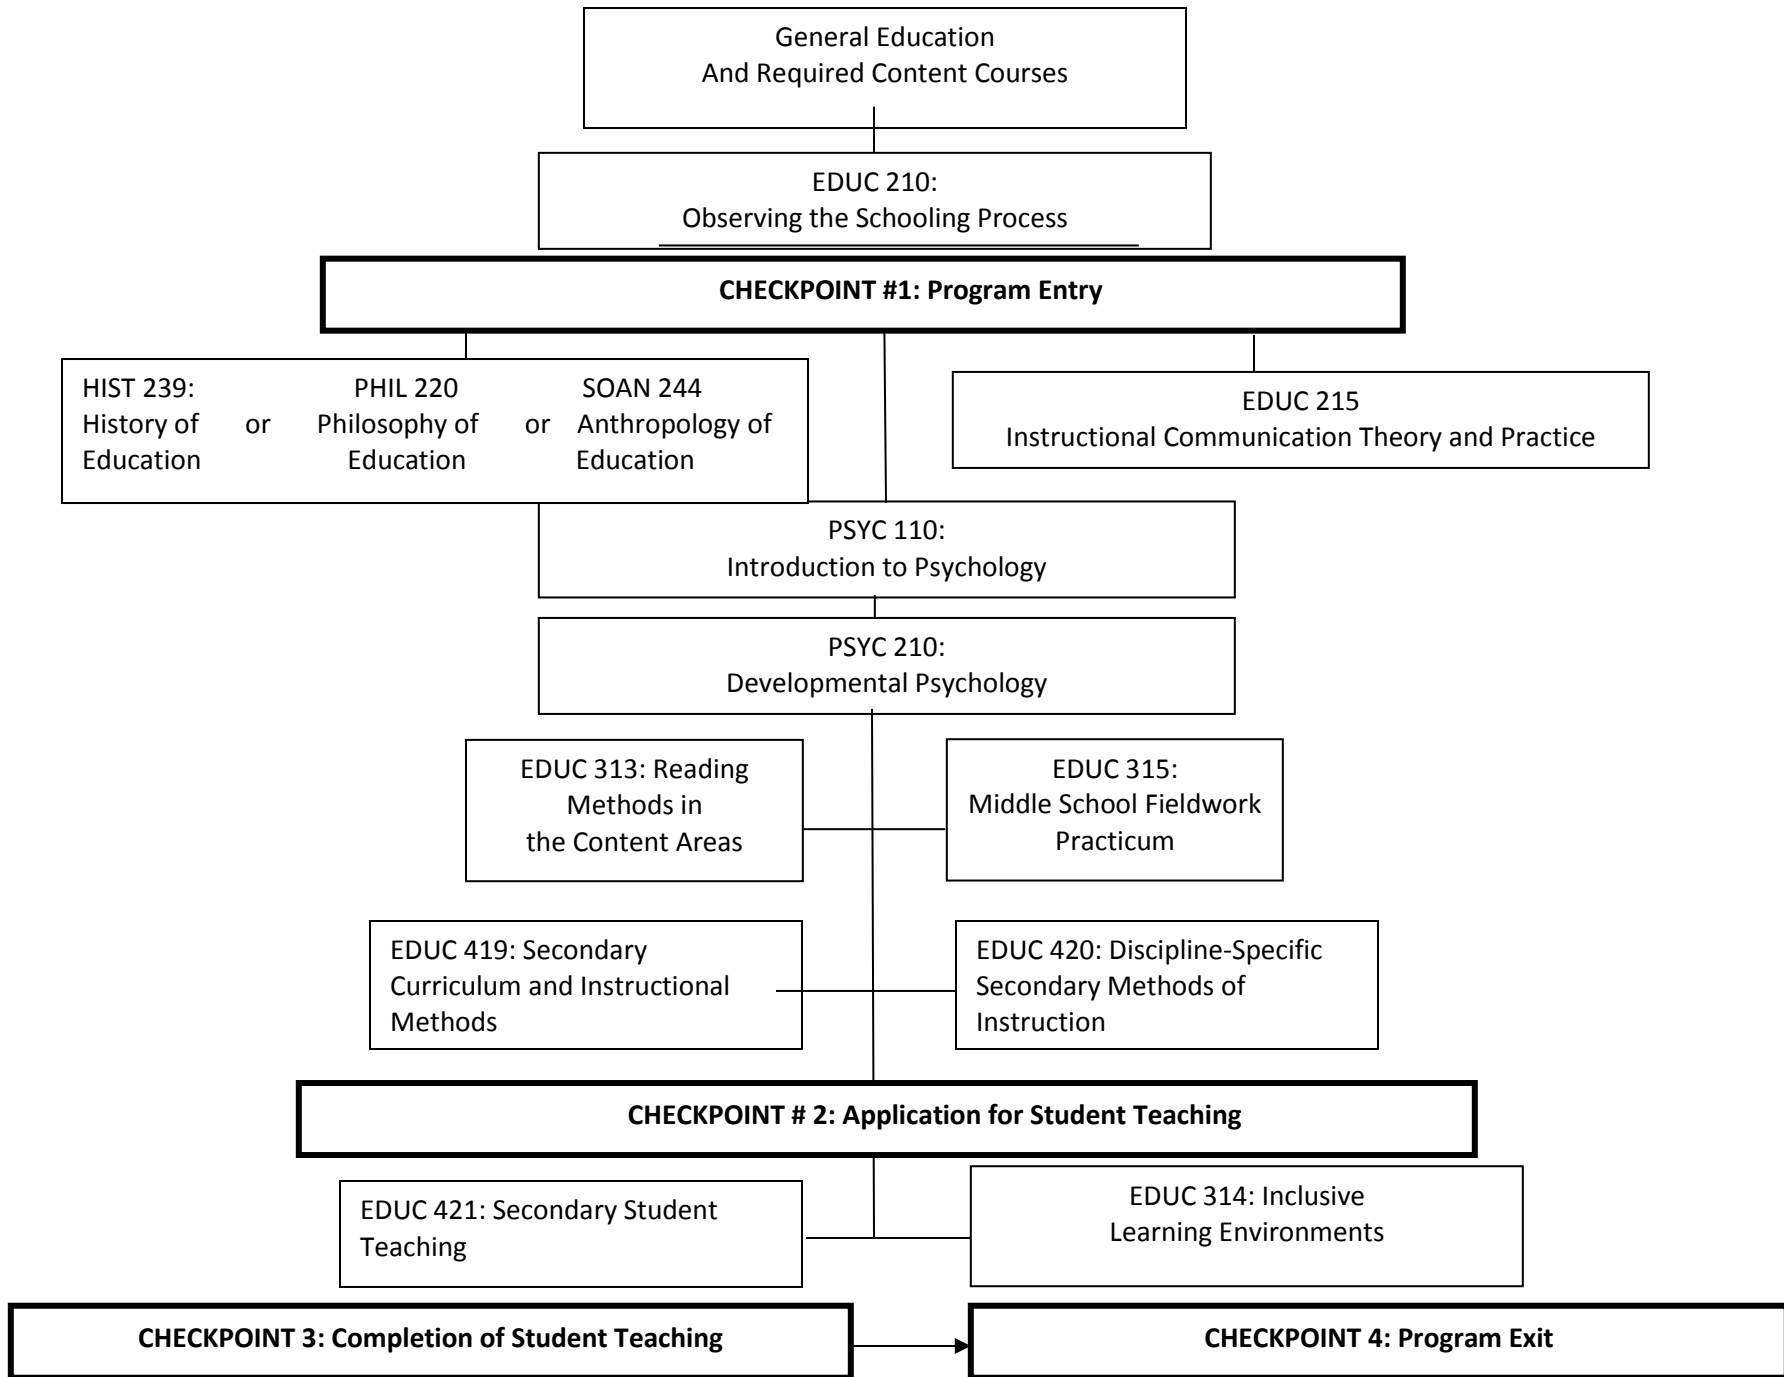 General Education
And Required Content Courses
EDUC 210:
Observing the Schooling Process
CHECKPOINT #1: Program Entry
HIST 239: PHIL 220 SOAN 244
History of or Philosophy of or Anthropology of
Education Education Education
EDUC 215
Instructional Communication Theory and Practice
PSYC 110:
Introduction to Psychology
PSYC 210:
Developmental Psychology
EDUC 313: Reading
Methods in
the Content Areas
EDUC 315:
Middle School Fieldwork
Practicum
EDUC 419: Secondary
Curriculum and Instructional
Methods
EDUC 420: Discipline-Specific
Secondary Methods of
Instruction
CHECKPOINT # 2: Application for Student Teaching
EDUC 421: Secondary Student
Teaching
EDUC 314: Inclusive
Learning Environments
CHECKPOINT 3: Completion of Student Teaching
CHECKPOINT 4: Program Exit